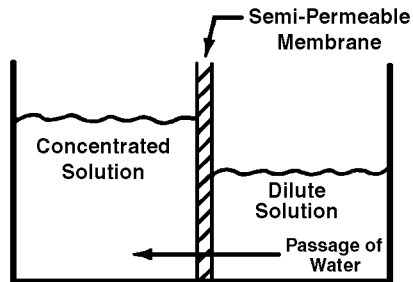 Semi-Permeable
Membrane
Concentrated
Solution
Dilute
Solution
Passage of
Water